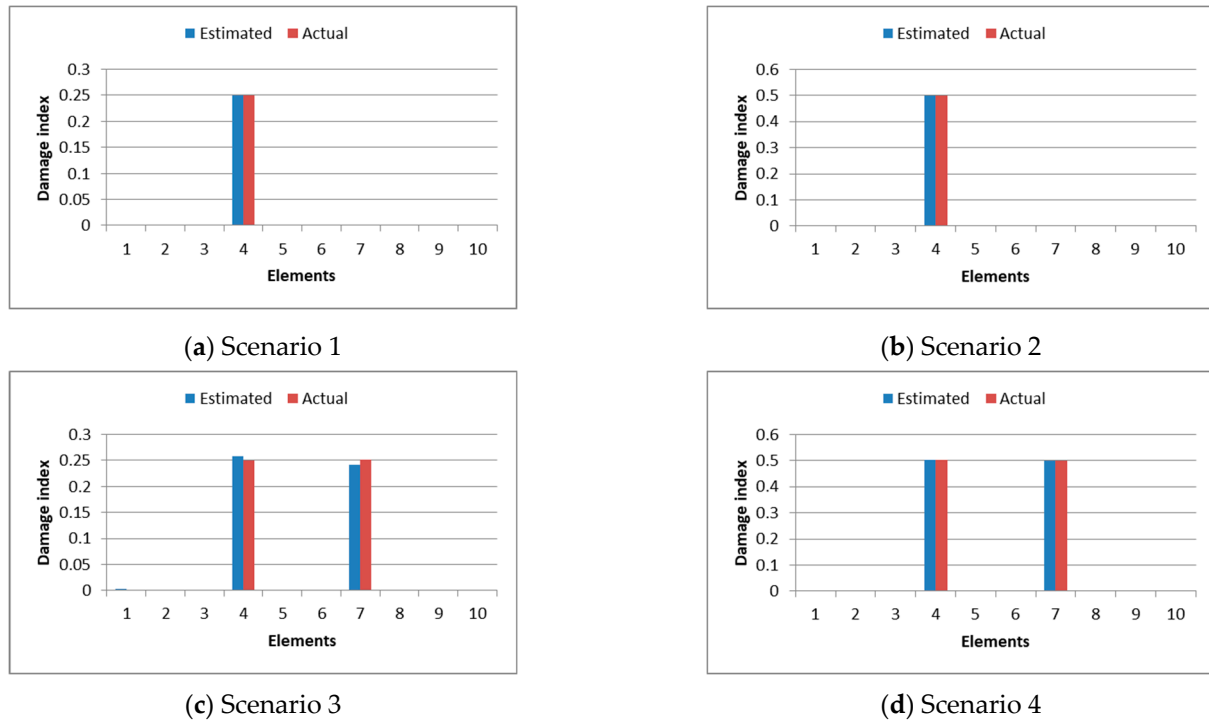 Estimated Actual
0.3
0.25
0.2
0.15
0.1
0.05
0
Damage index
1 2 3 4 5 6 7 8 9 10
Elements
(a) Scenario 1
Estimated Actual
0.6
0.5
0.4
0.3
0.2
0.1
0
Damage index
1 2 3 4 5 6 7 8 9 10
Elements
(b) Scenario 2
Estimated Actual
0.3
0.25
0.2
0.15
0.1
0.05
0
Damage index
1 2 3 4 5 6 7 8 9 10
Elements
(c) Scenario 3
Estimated Actual
0.6
0.5
0.4
0.3
0.2
0.1
0
Damage index
1 2 3 4 5 6 7 8 9 10
Elements
(d) Scenario 4